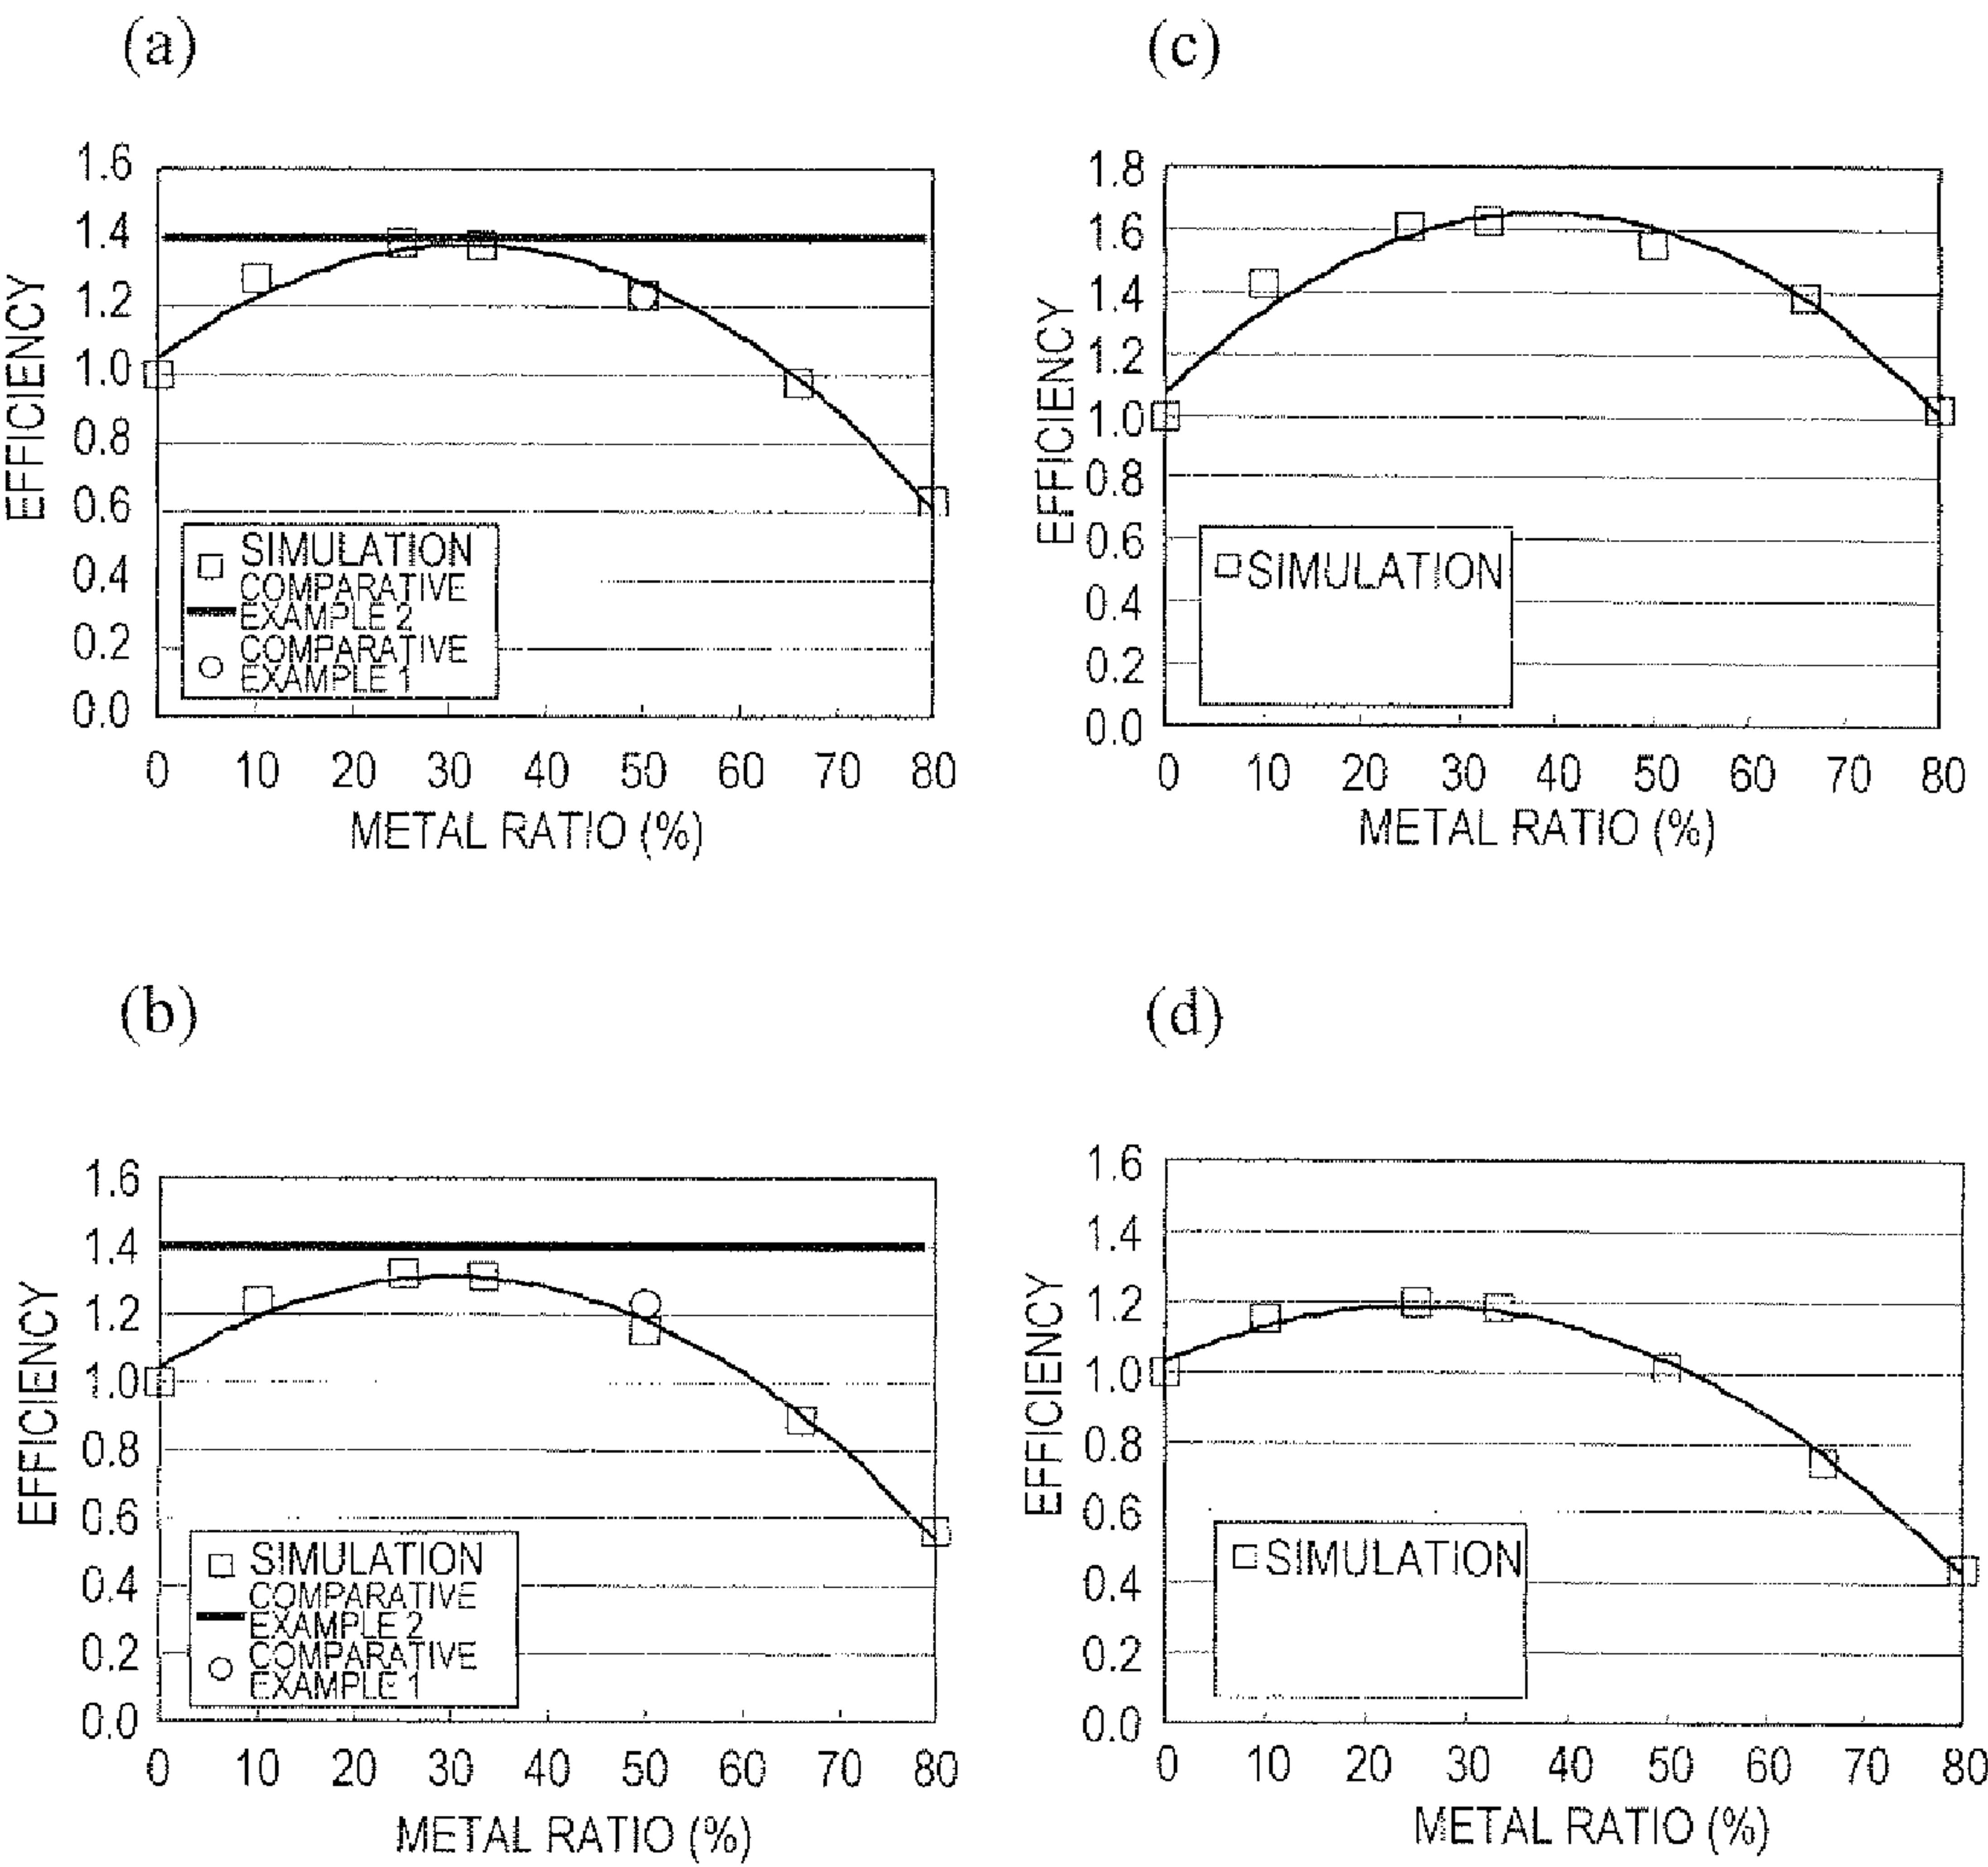 (a)
1.6
1.4
1.2
1.0
0.8
0.6
0.4
0.2
0.0
EFFICIENCY
SIMULATION
COMPARATIVE
EXAMPLE 2
COMPARATIVE
EXAMPLE 1
0 10 20 30 40 50 60 70 80
METAL RATIO (%)
(c)
1.8
1.6
1.4
1.2
1.0
0.8
0.6
0.4
0.2
0.0
EFFICIENCY
SIMULATION
0 10 20 30 40 50 60 70 80
METAL RATIO (%)
(b)
1.6
1.4
1.2
1.0
0.8
0.6
0.4
0.2
0.0
EFFICIENCY
SIMULATION
COMPARATIVE
EXAMPLE 2
COMPARATIVE
EXAMPLE 1
0 10 20 30 40 50 60 70 80
METAL RATIO (%)
(d)
1.6
1.4
1.2
1.0
0.8
0.6
0.4
0.2
0.0
EFFICIENCY
SIMULATION
0 10 20 30 40 50 60 70 80
METAL RATIO (%)